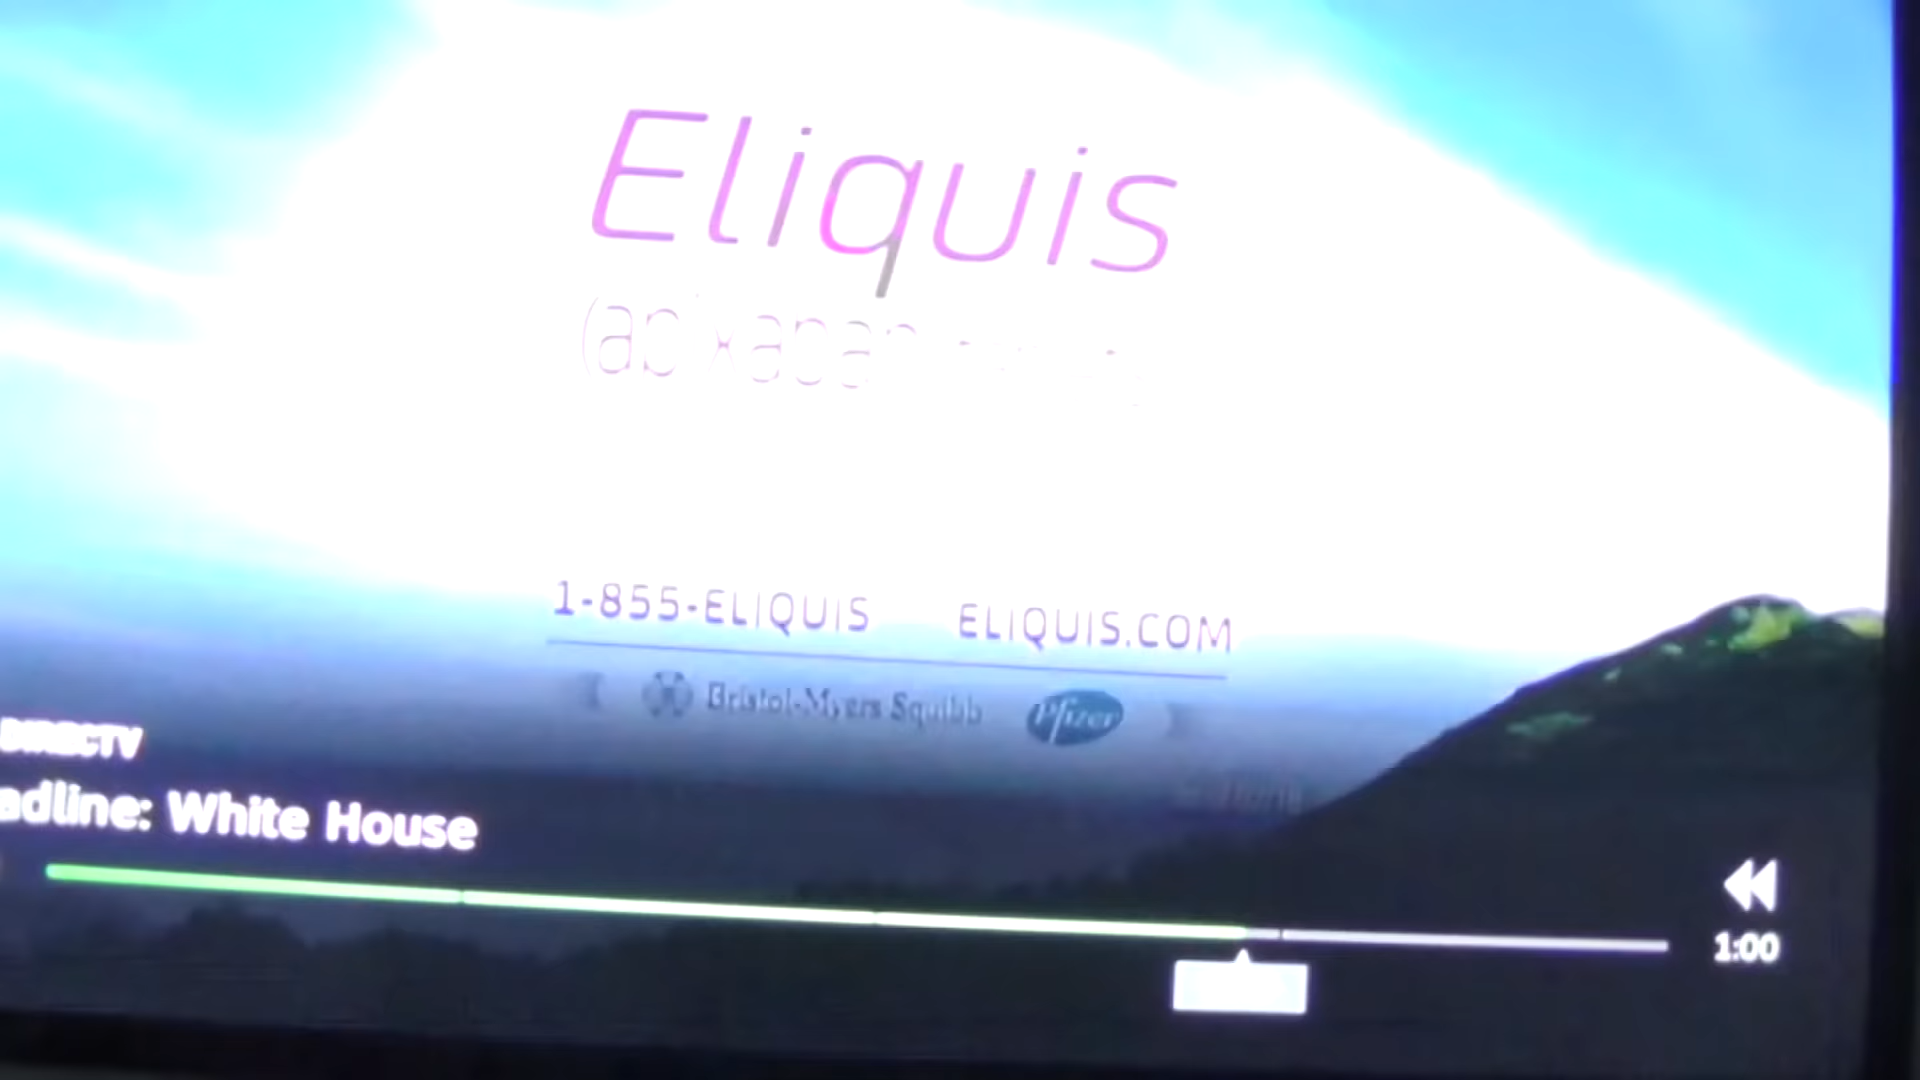 Eliquis
1-855-ELIQUIS ELIQUIS.COM
Bristol-Myers Squibb Pfizer
DIRECTV
adline: White House
1:00